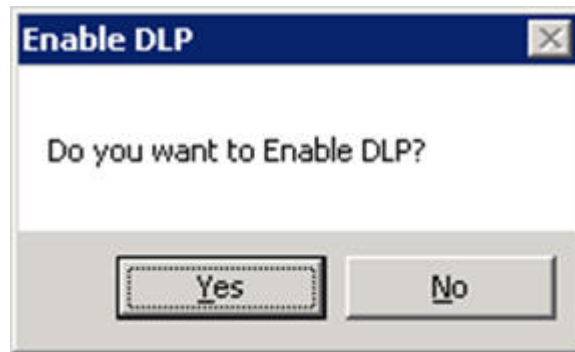 Enable DLP
Do you want to Enable DLP?
Yes No